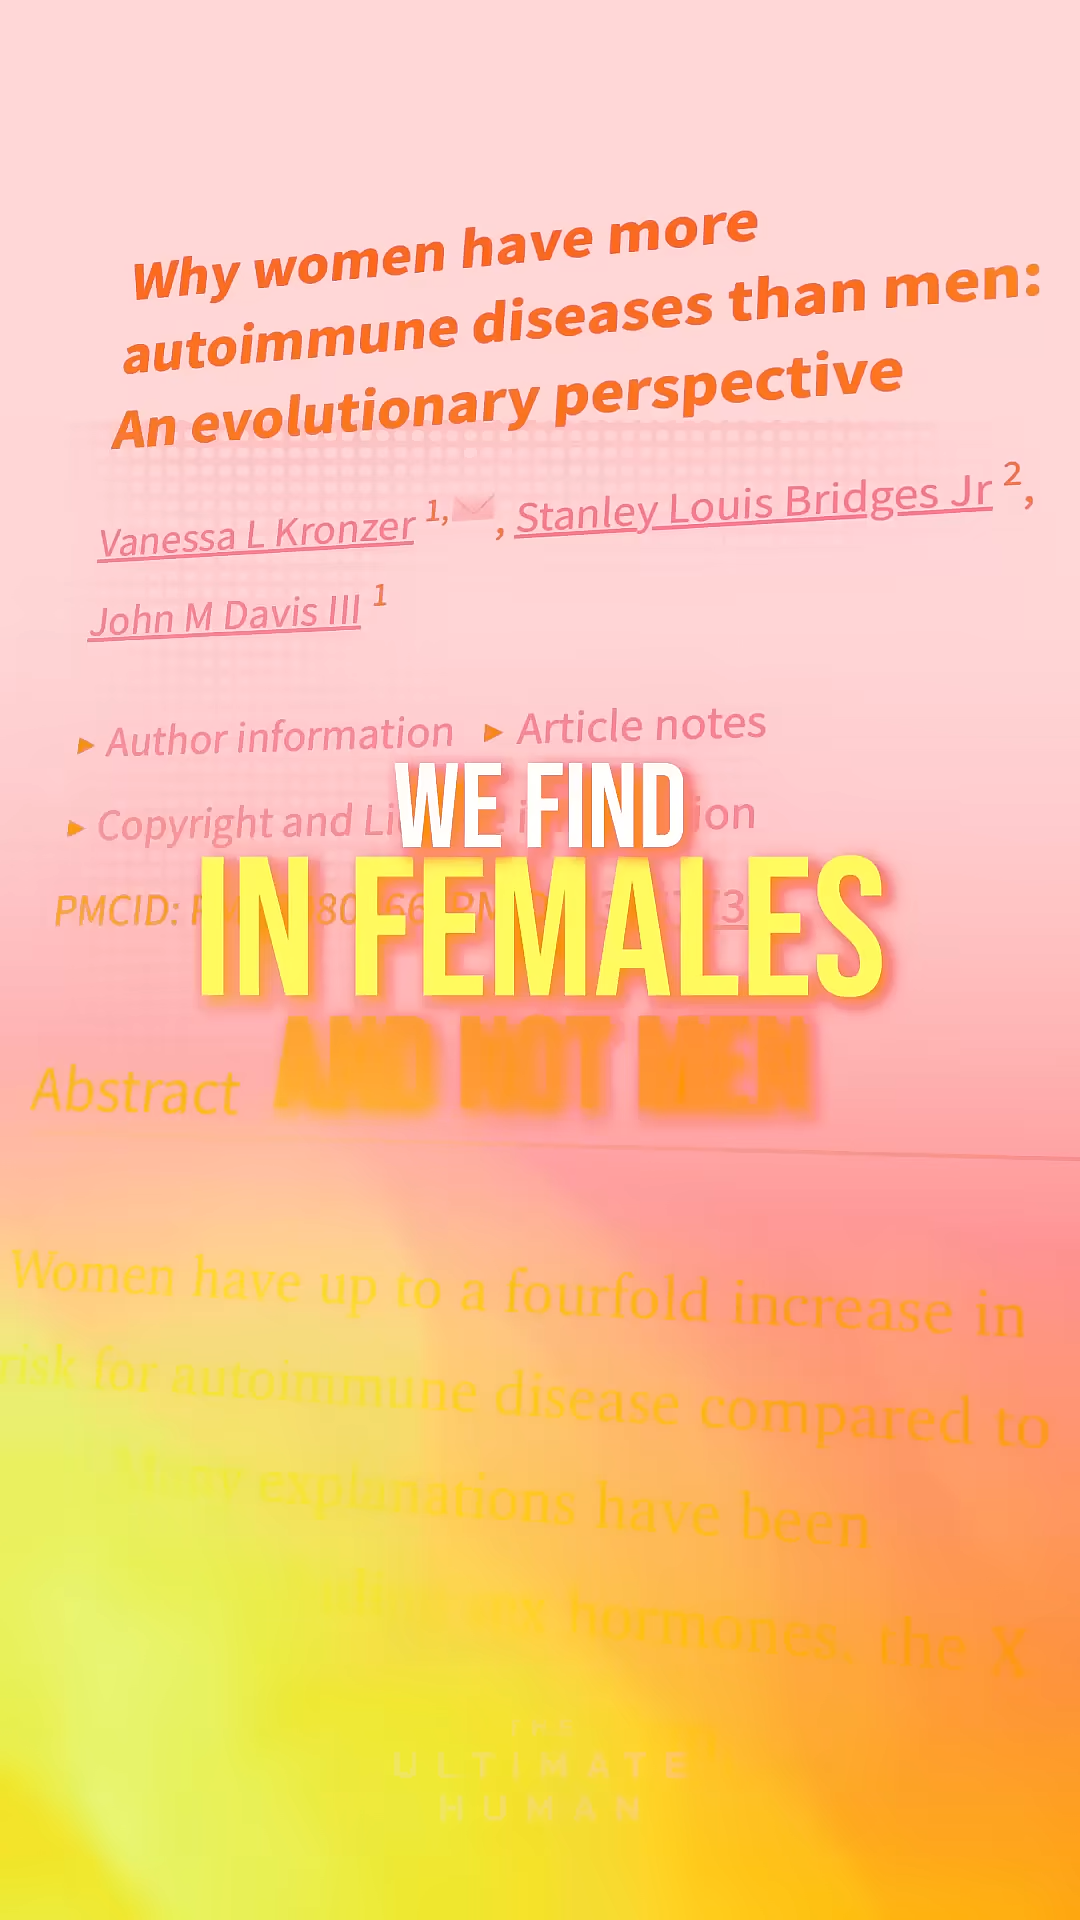 Why women have more
autoimmune diseases than men:
An evolutionary perspective
Vanessa L Kronzer 1, , Stanley Louis Bridges Jr 2,
John M Davis III 1
▸ Author information ▸ Article notes
▸ Copyright and
WE FIND
PMCID:
IN FEMALES
AND NOT MEN
Abstract
Women have up to a fourfold increase in
risk for autoimmune disease compared to
Many explanations have been
sex hormones, the X
THE
ULTIMATE
HUMAN